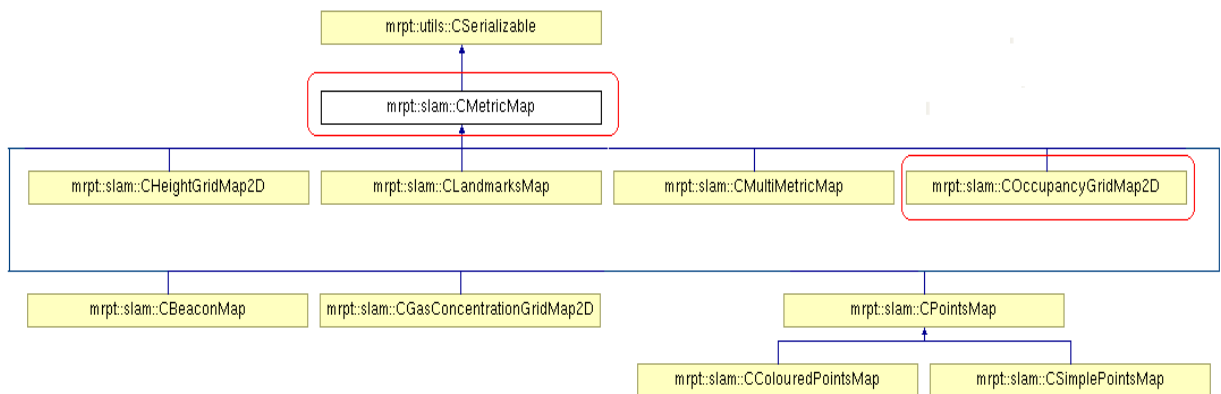 mrpt::utils::CSerializable
mrpt::slam::CMetricMap
mrpt::slam::CHeightGridMap2D
mrpt::slam::CLandmarksMap
mrpt::slam::CMultiMetricMap
mrpt::slam::COccupancyGridMap2D
mrpt::slam::CBeaconMap
mrpt::slam::CGasConcentrationGridMap2D
mrpt::slam::CPointsMap
mrpt::slam::CColouredPointsMap
mrpt::slam::CSimplePointsMap